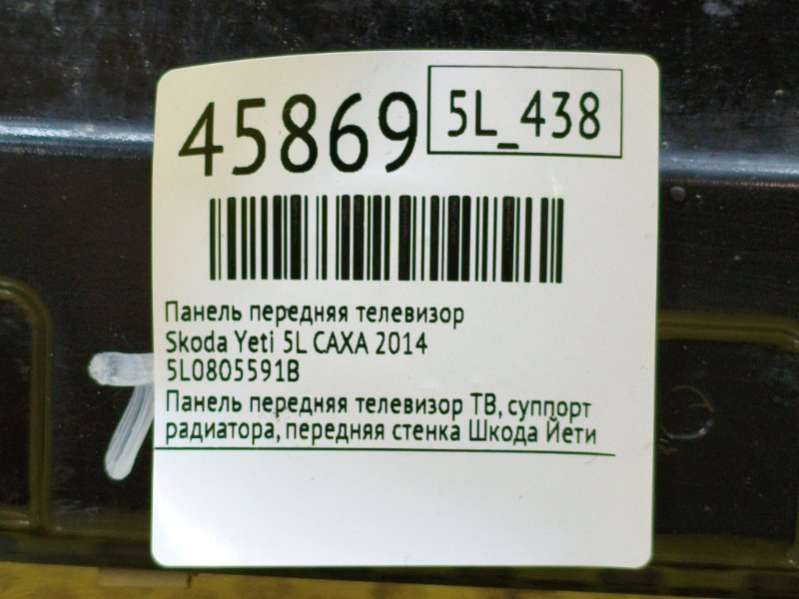 45869
5L_438
Панель передняя телевизор
Skoda Yeti 5L CAXA 2014
5L0805591B
Панель передняя телевизор ТВ, суппорт
радиатора, передняя стенка Шкода Йети